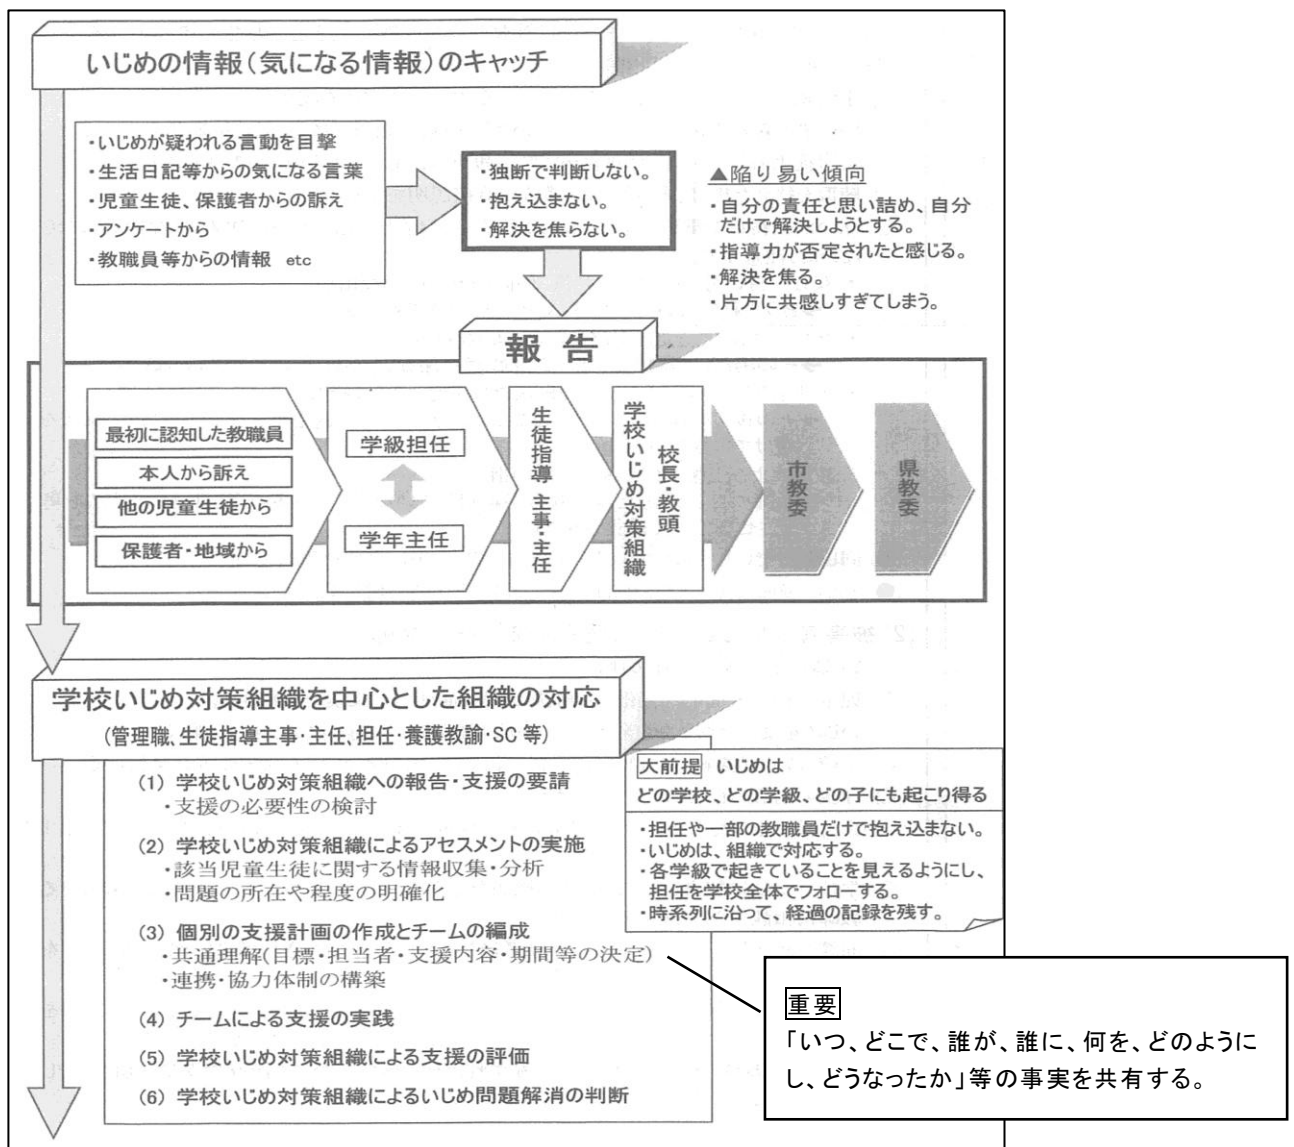 いじめの情報(気になる情報)のキャッチ
・いじめが疑われる言動を目撃
・生活日記等からの気になる言葉
・児童生徒、保護者からの訴え
・アンケートから
・教職員等からの情報 etc
・独断で判断しない。
・抱え込まない。
・解決を焦らない。
▲陥り易い傾向
・自分の責任と思い詰め、自分
だけで解決しようとする。
・指導力が否定されたと感じる。
・解決を焦る。
・片方に共感しすぎてしまう。
報 告
最初に認知した教職員
本人から訴え
他の児童生徒から
保護者・地域から
学級担任
学年主任
生徒指導 主事・主任
校長・教頭
学校いじめ対策組織
市教委
県教委
学校いじめ対策組織を中心とした組織の対応
(管理職、生徒指導主事・主任、担任・養護教諭・SC 等)
(1) 学校いじめ対策組織への報告・支援の要請
・支援の必要性の検討
(2) 学校いじめ対策組織によるアセスメントの実施
・該当児童生徒に関する情報収集・分析
・問題の所在や程度の明確化
(3) 個別の支援計画の作成とチームの編成
・共通理解(目標・担当者・支援内容・期間等の決定)
・連携・協力体制の構築
(4) チームによる支援の実践
(5) 学校いじめ対策組織による支援の評価
(6) 学校いじめ対策組織によるいじめ問題解消の判断
大前提 いじめは
どの学校、どの学級、どの子にも起こり得る
・担任や一部の教職員だけで抱え込まない。
・いじめは、組織で対応する。
・各学級で起きていることを見えるようにし、
担任を学校全体でフォローする。
・時系列に沿って、経過の記録を残す。
重要
「いつ、どこで、誰が、誰に、何を、どのように
し、どうなったか」等の事実を共有する。